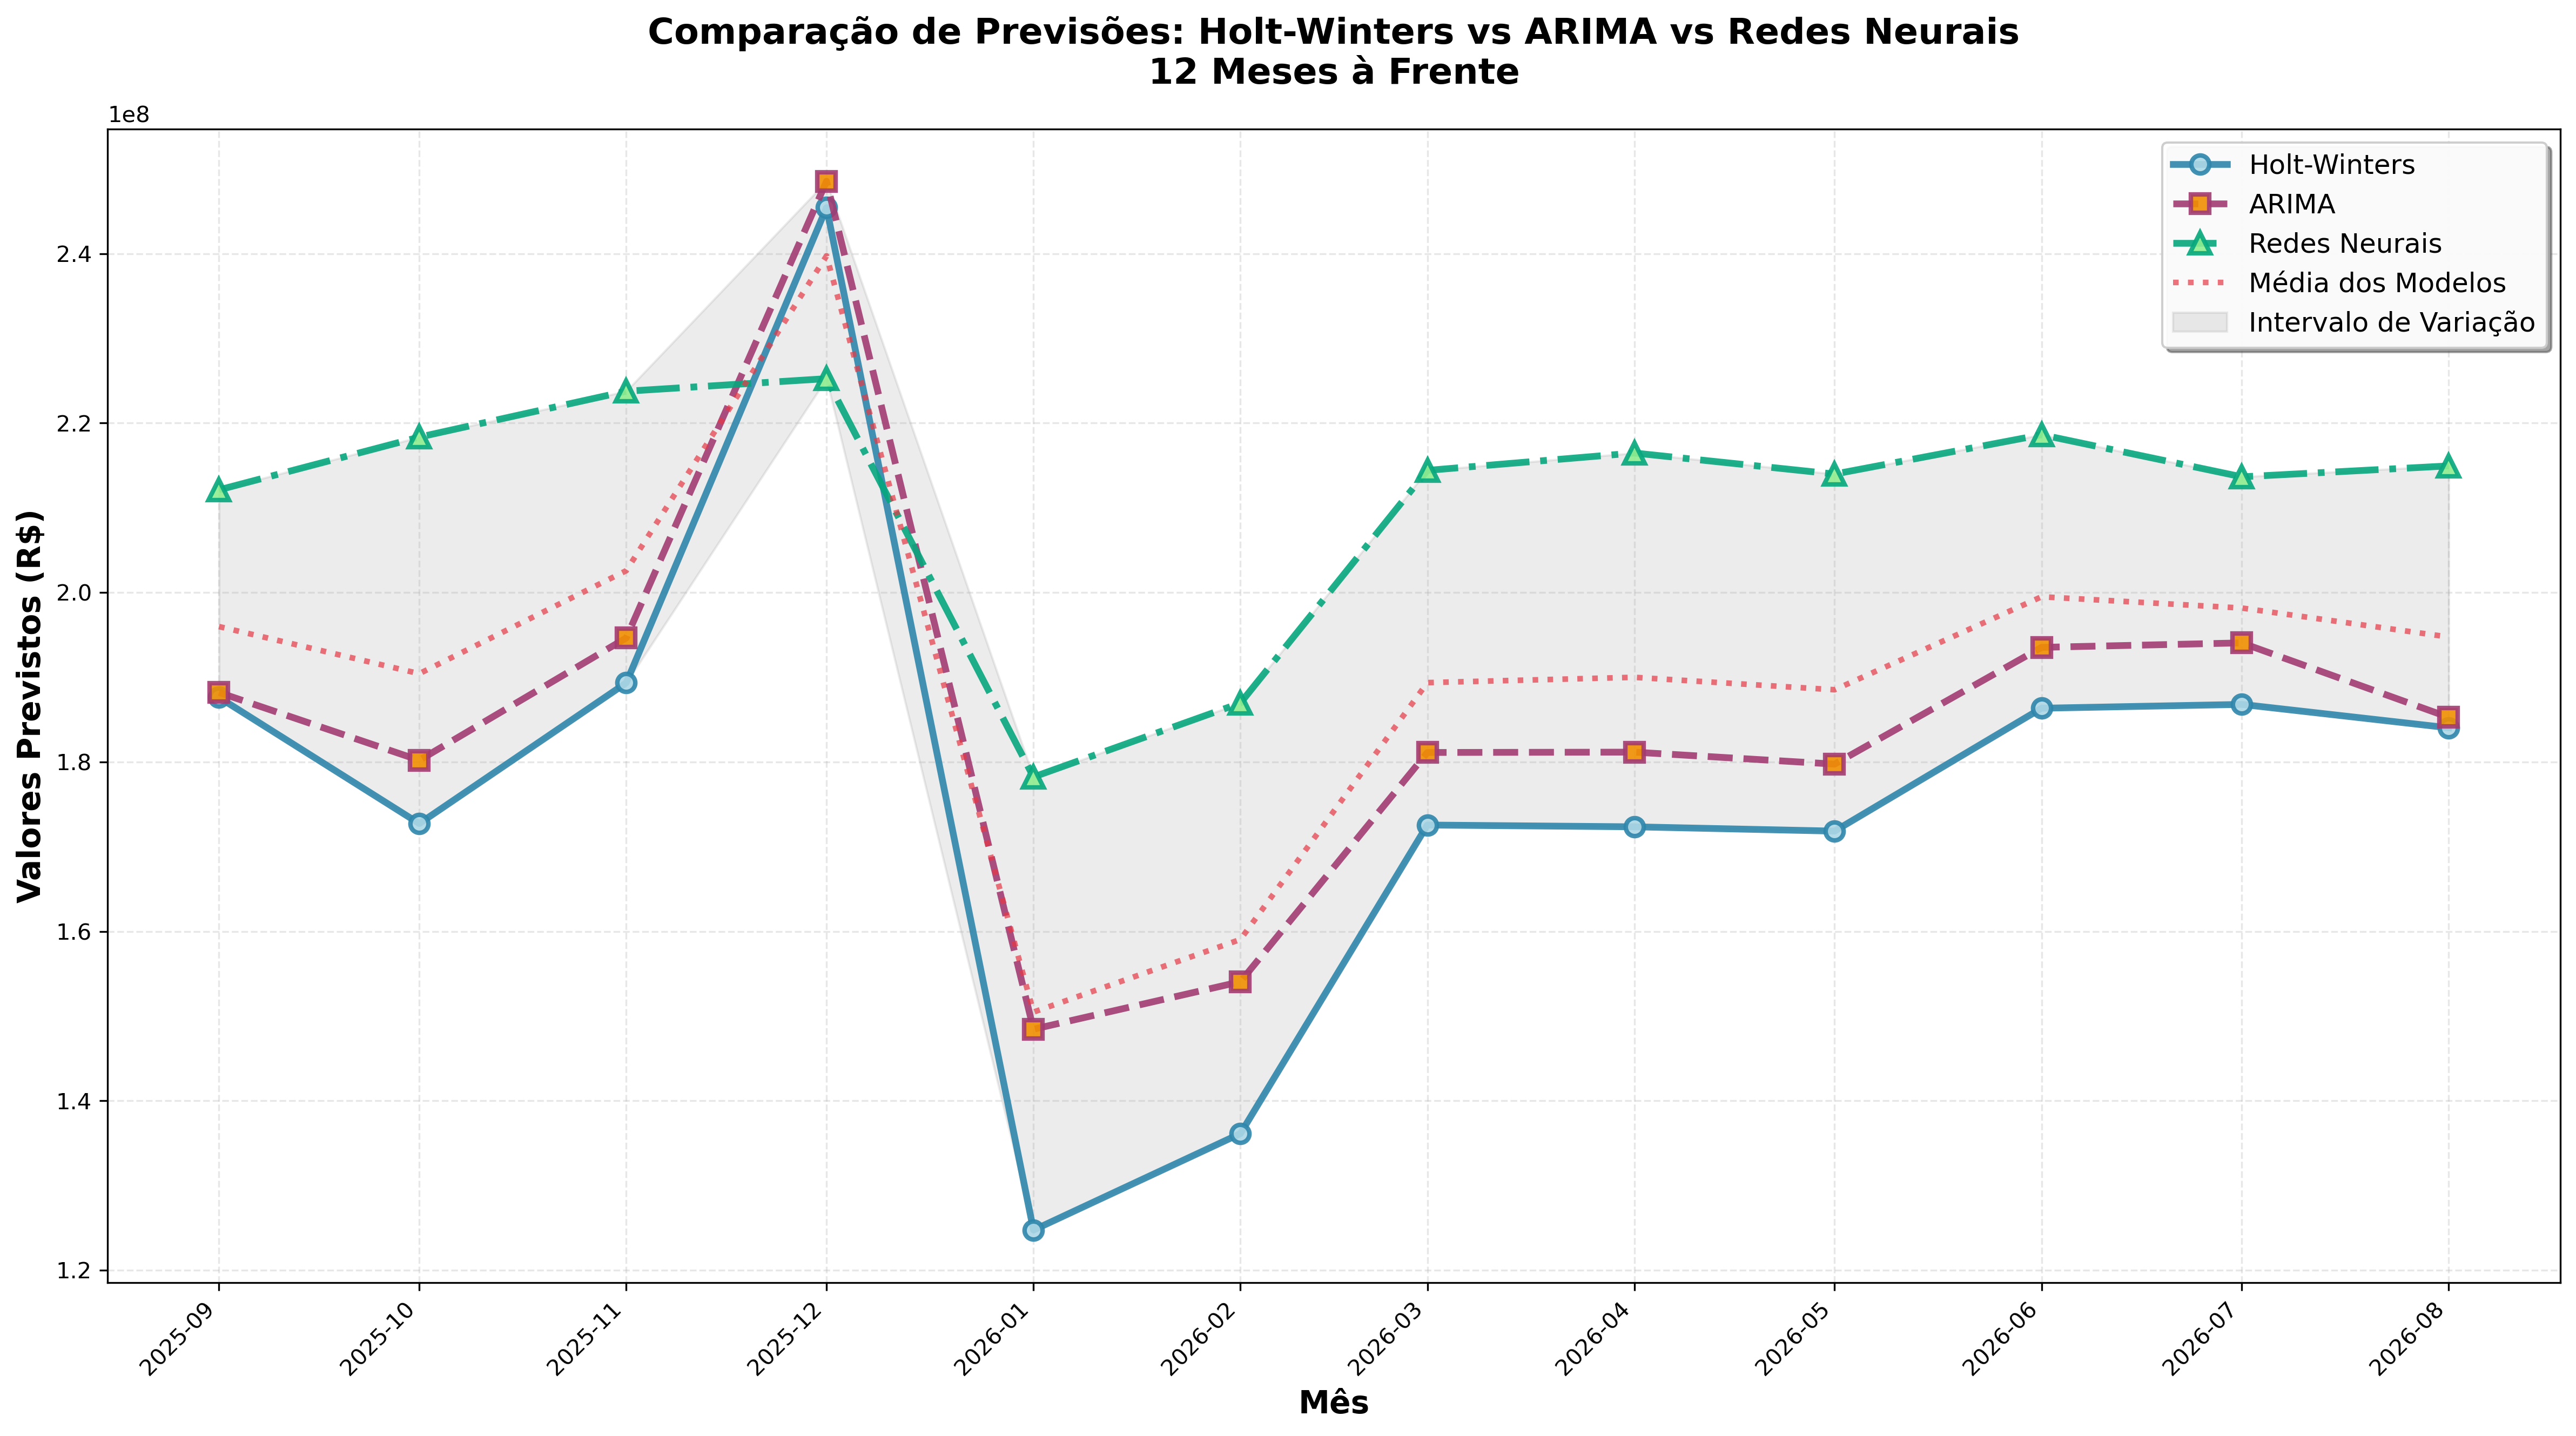 Comparação de Previsões: Holt-Winters vs ARIMA vs Redes Neurais
12 Meses à Frente
1e8
Holt-Winters
ARIMA
Redes Neurais
Média dos Modelos
Intervalo de Variação
2.4
2.2
2.0
1.8
1.6
1.4
1.2
Valores Previstos (R$)
2025-09
2025-10
2025-11
2025-12
2026-01
2026-02
2026-03
2026-04
2026-05
2026-06
2026-07
2026-08
Mês